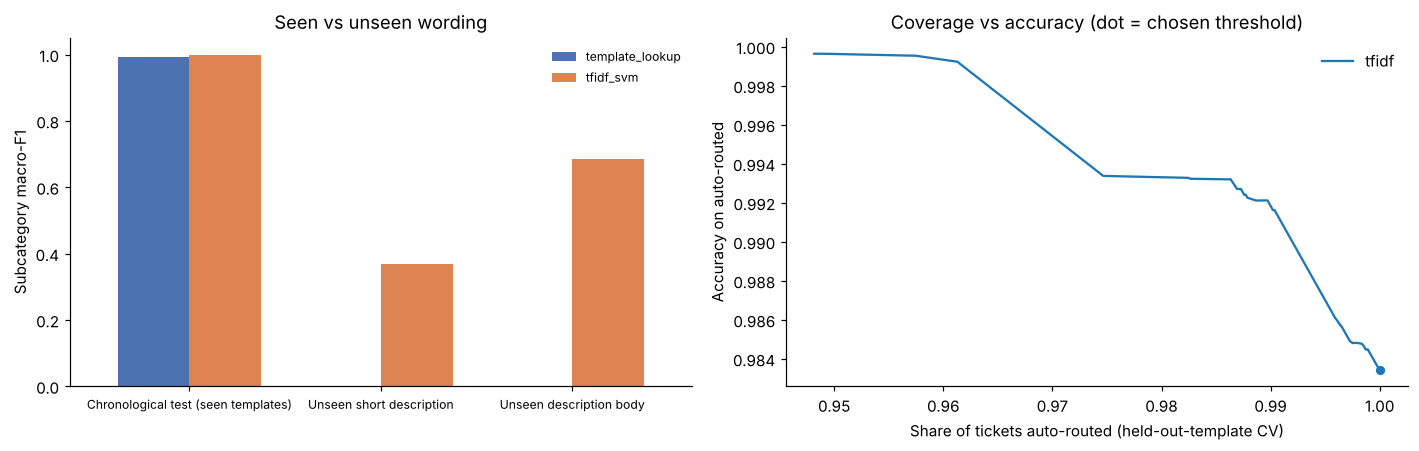 Seen vs unseen wording
Subcategory macro-F1
1.0
0.8
0.6
0.4
0.2
0.0
template_lookup
tfidf_svm
Chronological test (seen templates)
Unseen short description
Unseen description body
Coverage vs accuracy (dot = chosen threshold)
Accuracy on auto-routed
1.000
0.998
0.996
0.994
0.992
0.990
0.988
0.986
0.984
tfidf
0.95
0.96
0.97
0.98
0.99
1.00
Share of tickets auto-routed (held-out-template CV)